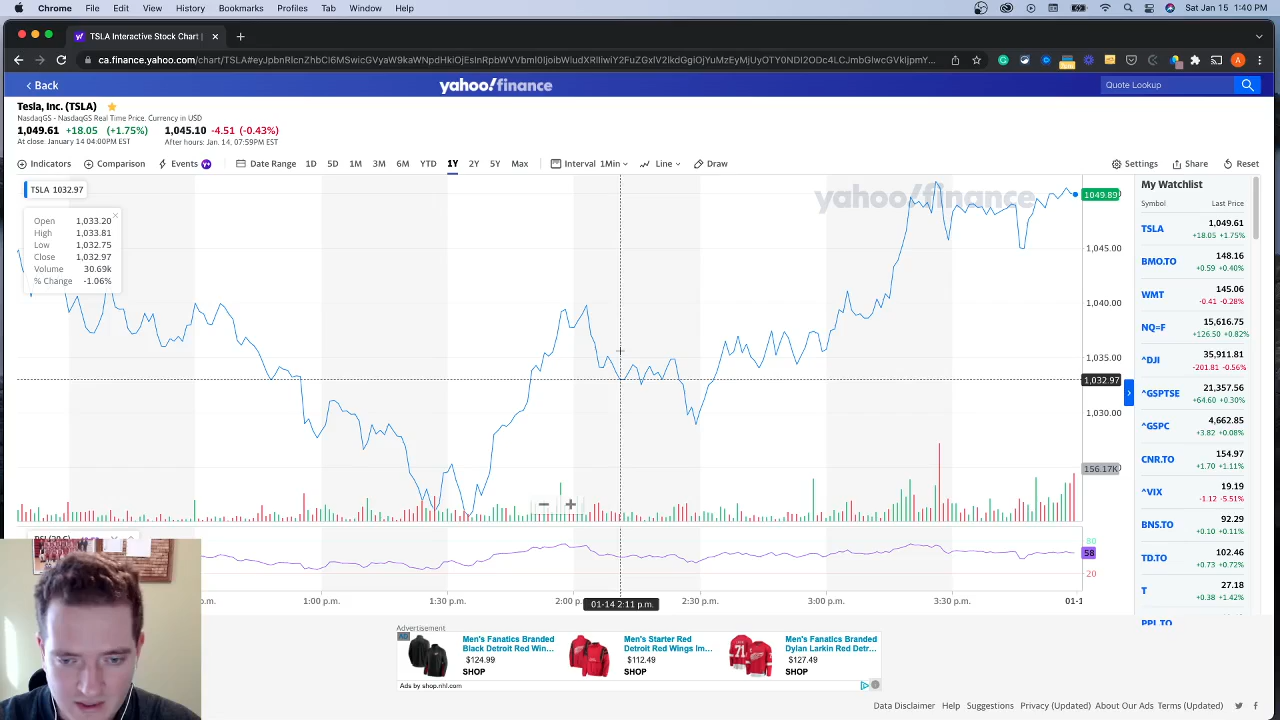 Chrome File Edit View History Bookmarks Profiles Tab Window Help Sat Jan 15 1:40 PM
TSLA Interactive Stock Chart |
< Back
yahoo!finance
Quote Lookup
Tesla, Inc. (TSLA)
NasdaqGS - NasdaqGS Real Time Price. Currency in USD
1,049.61 +18.05 (+1.75%) 1,045.10 -4.51 (-0.43%)
At close: January 14 04:00PM EST After hours: Jan. 14, 07:59PM EST
Indicators Comparison Events Y+ Date Range 1D 5D 1M 3M 6M YTD 1Y 2Y 5Y Max Interval 1Min Line Draw Settings Share Reset
TSLA 1032.97
yahoo!finance
Open 1,033.20
High 1,033.81
Low 1,032.75
Close 1,032.97
Volume 30.69k
% Change -1.06%
1049.89
1,045.00
1,040.00
1,035.00
1,032.97
1,030.00
156.17K
80
58
20
1:00 p.m. 1:30 p.m. 2:00 p. 01-14 2:11 p.m. 2:30 p.m. 3:00 p.m. 3:30 p.m. 01-1
My Watchlist
Symbol Last Price
TSLA 1,049.61
+18.05 +1.75%
BMO.TO 148.16
+0.59 +0.40%
WMT 145.06
-0.41 -0.28%
NQ=F 15,616.75
+126.50 +0.82%
^DJI 35,911.81
-201.81 -0.56%
^GSPTSE 21,357.56
+64.60 +0.30%
^GSPC 4,662.85
+3.82 +0.08%
CNR.TO 154.97
+1.70 +1.11%
^VIX 19.19
-1.12 -5.51%
BNS.TO 92.29
+0.10 +0.11%
TD.TO 102.46
+0.73 +0.72%
T 27.18
+0.38 +1.42%
Advertisement
AD
Men's Fanatics Branded
Black Detroit Red Win...
$124.99
SHOP
Men's Starter Red
Detroit Red Wings Im...
$112.49
SHOP
Men's Fanatics Branded
Dylan Larkin Red Detr...
$127.49
SHOP
Ads by shop.nhl.com
Data Disclaimer Help Suggestions Privacy (Updated) About Our Ads Terms (Updated)